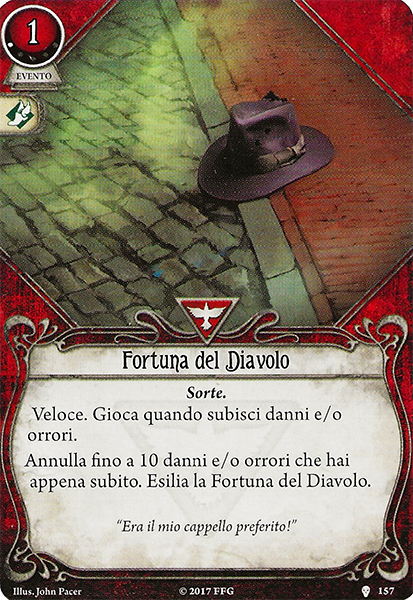 1
EVENTO
Fortuna del Diavolo
Sorte.
Veloce. Gioca quando subisci danni e/o
orrori.
Annulla fino a 10 danni e/o orrori che hai
appena subito. Esilia la Fortuna del Diavolo.
“Era il mio cappello preferito!”
Illus. John Pacer © 2017 FFG 157